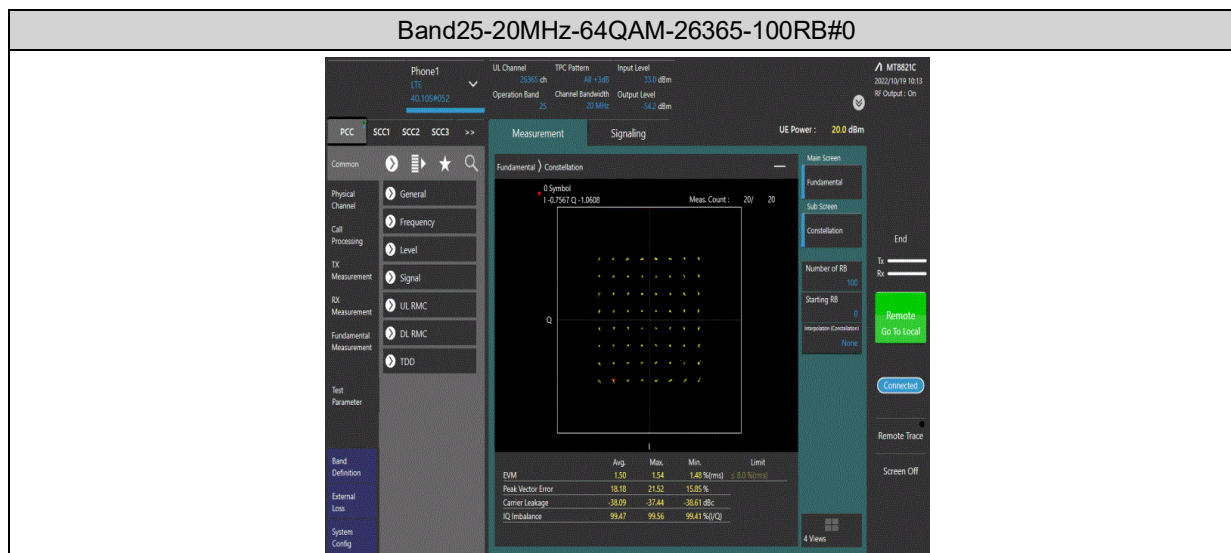 Band25-20MHz-64QAM-26365-100RB#0
Phone1
LTE
40.10S#052
UL Channel TPC Pattern Input Level
26365 ch All +3dB 33.0 dBm
Operation Band Channel Bandwidth Output Level
25 20 MHz -54.2 dBm
MT8821C
2022/10/19 10:13
RF Output : On
PCC SCC1 SCC2 SCC3 >>
Measurement Signaling
UE Power : 20.0 dBm
Common
Physical
Channel
Call
Processing
TX
Measurement
RX
Measurement
Fundamental
Measurement
Test
Parameter
Band
Definition
External
Loss
System
Config
General
Frequency
Level
Signal
UL RMC
DL RMC
TDD
Fundamental Constellation
0 Symbol
I -0.7567 Q -1.0608 Meas. Count : 20/ 20
Q
I
Avg. Max. Min. Limit
EVM 1.50 1.54 1.48 %(rms) ≤ 8.0 %(rms)
Peak Vector Error 18.18 21.52 15.85 %
Carrier Leakage -38.09 -37.44 -38.61 dBc
IQ Imbalance 99.47 99.56 99.41 %(I/Q)
Main Screen
Fundamental
Sub Screen
Constellation
Number of RB
100
Starting RB
0
Interpolation (Constellation)
None
4 Views
End
Tx
Rx
Remote
Go To Local
Connected
Remote Trace
Screen Off